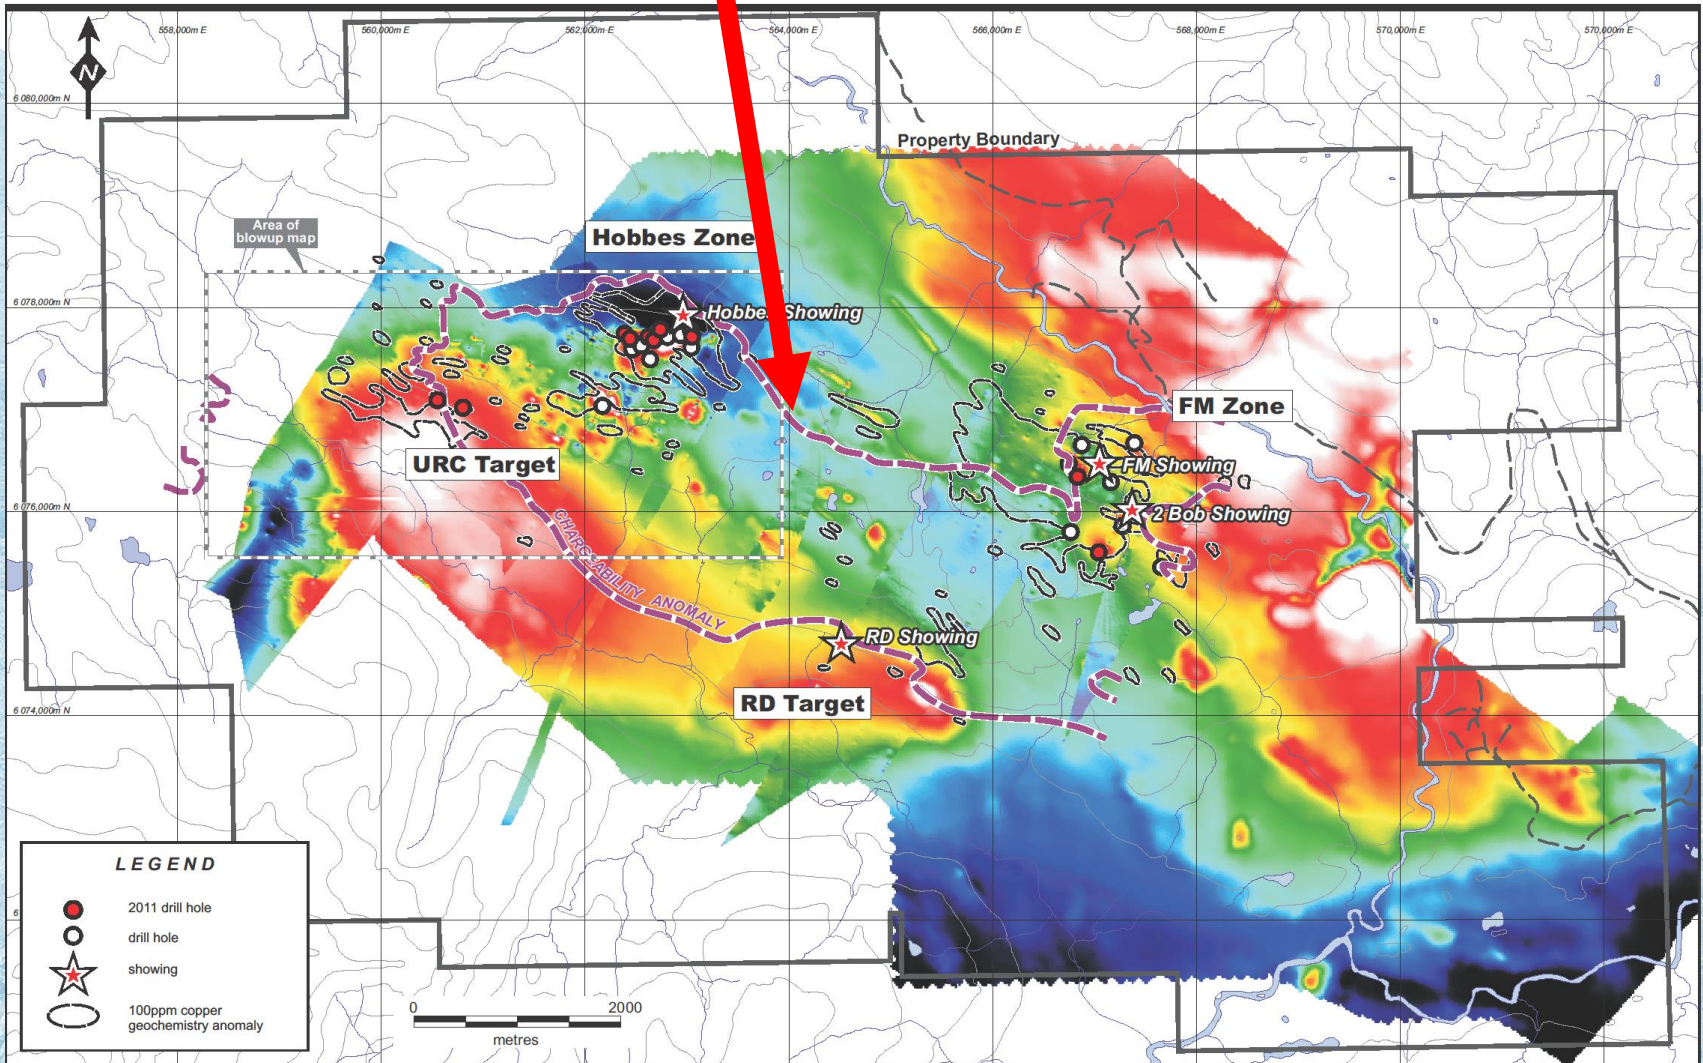 558,000m E
560,000m E
562,000m E
564,000m E
566,000m E
568,000m E
570,000m E
570,000m E
N
6 080,000m N
Property Boundary
Area of
blowup map
Hobbes Zone
6 078,000m N
Hobbes Showing
FM Zone
URC Target
FM Showing
6 076,000m N
2 Bob Showing
ANOMALY
RD Showing
RD Target
6 074,000m N
LEGEND
2011 drill hole
drill hole
showing
100ppm copper
geochemistry anomaly
0
2000
metres